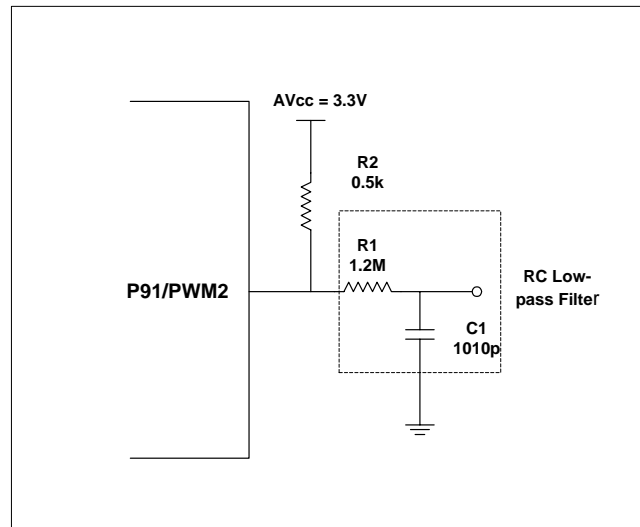 AVcc = 3.3V
R2
0.5k
R1
1.2M
P91/PWM2
RC Low-
pass Filter
C1
1010p